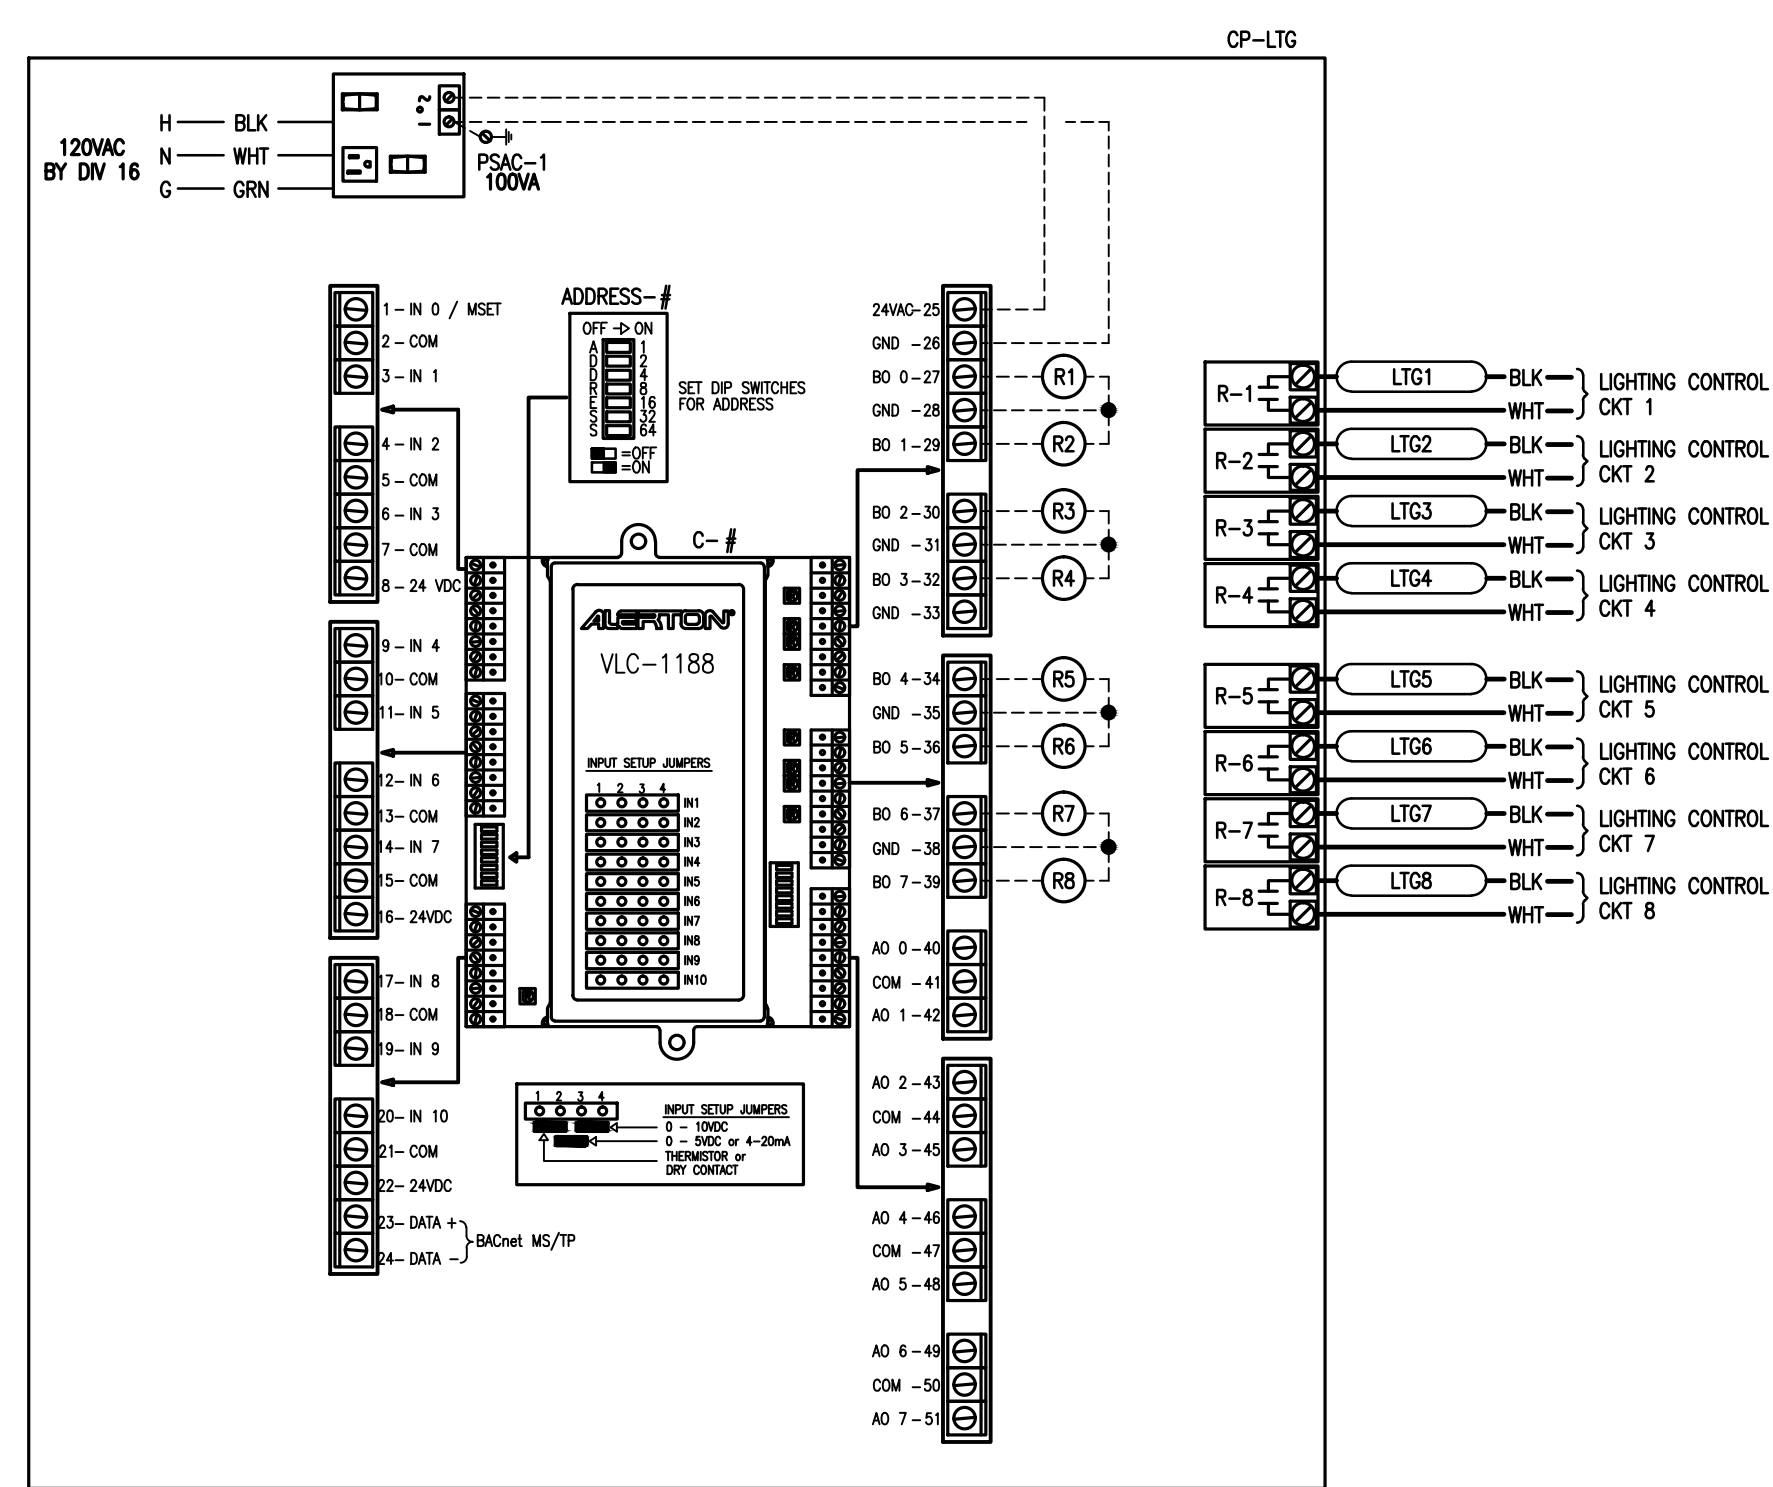 CP-LTG
120VAC
BY DIV 16
H BLK
N WHT
G GRN
~
PSAC-1
100VA
1-IN 0 / MSET
2-COM
3-IN 1
4-IN 2
5-COM
6-IN 3
7-COM
8-24 VDC
9-IN 4
10-COM
11-IN 5
12-IN 6
13-COM
14-IN 7
15-COM
16-24VDC
17-IN 8
18-COM
19-IN 9
20-IN 10
21-COM
22-24VDC
23-DATA +
24-DATA -
BACnet MS/TP
ADDRESS-#
OFF ON
A 1
D 2
D 4
R 8
E 16
S 32
S 64
=OFF
=ON
SET DIP SWITCHES
FOR ADDRESS
C-#
ALERTON®
VLC-1188
INPUT SETUP JUMPERS
1 2 3 4
IN1
IN2
IN3
IN4
IN5
IN6
IN7
IN8
IN9
IN10
1 2 3 4
INPUT SETUP JUMPERS
0 - 10VDC
0 - 5VDC or 4-20mA
THERMISTOR or
DRY CONTACT
24VAC-25
GND -26
BO 0-27
GND -28
BO 1-29
BO 2-30
GND -31
BO 3-32
GND -33
BO 4-34
GND -35
BO 5-36
BO 6-37
GND -38
BO 7-39
AO 0-40
COM -41
AO 1-42
AO 2-43
COM -44
AO 3-45
AO 4-46
COM -47
AO 5-48
AO 6-49
COM -50
AO 7-51
R1
R2
R3
R4
R5
R6
R7
R8
R-1 LTG1 BLK
WHT
LIGHTING CONTROL
CKT 1
R-2 LTG2 BLK
WHT
LIGHTING CONTROL
CKT 2
R-3 LTG3 BLK
WHT
LIGHTING CONTROL
CKT 3
R-4 LTG4 BLK
WHT
LIGHTING CONTROL
CKT 4
R-5 LTG5 BLK
WHT
LIGHTING CONTROL
CKT 5
R-6 LTG6 BLK
WHT
LIGHTING CONTROL
CKT 6
R-7 LTG7 BLK
WHT
LIGHTING CONTROL
CKT 7
R-8 LTG8 BLK
WHT
LIGHTING CONTROL
CKT 8